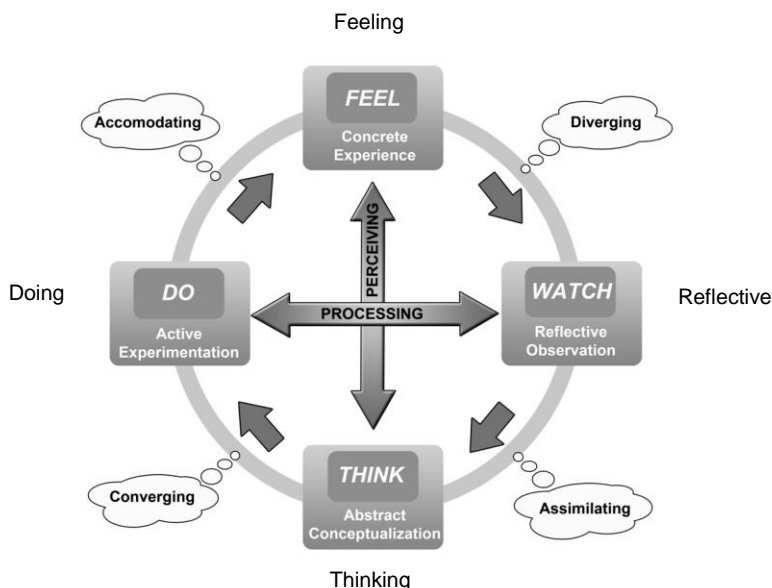 Feeling
FEEL
Concrete
Experience
Accomodating
Diverging
PERCEIVING
Doing
DO
Active
Experimentation
PROCESSING
WATCH
Reflective
Observation
Reflective
Converging
THINK
Abstract
Conceptualization
Assimilating
Thinking